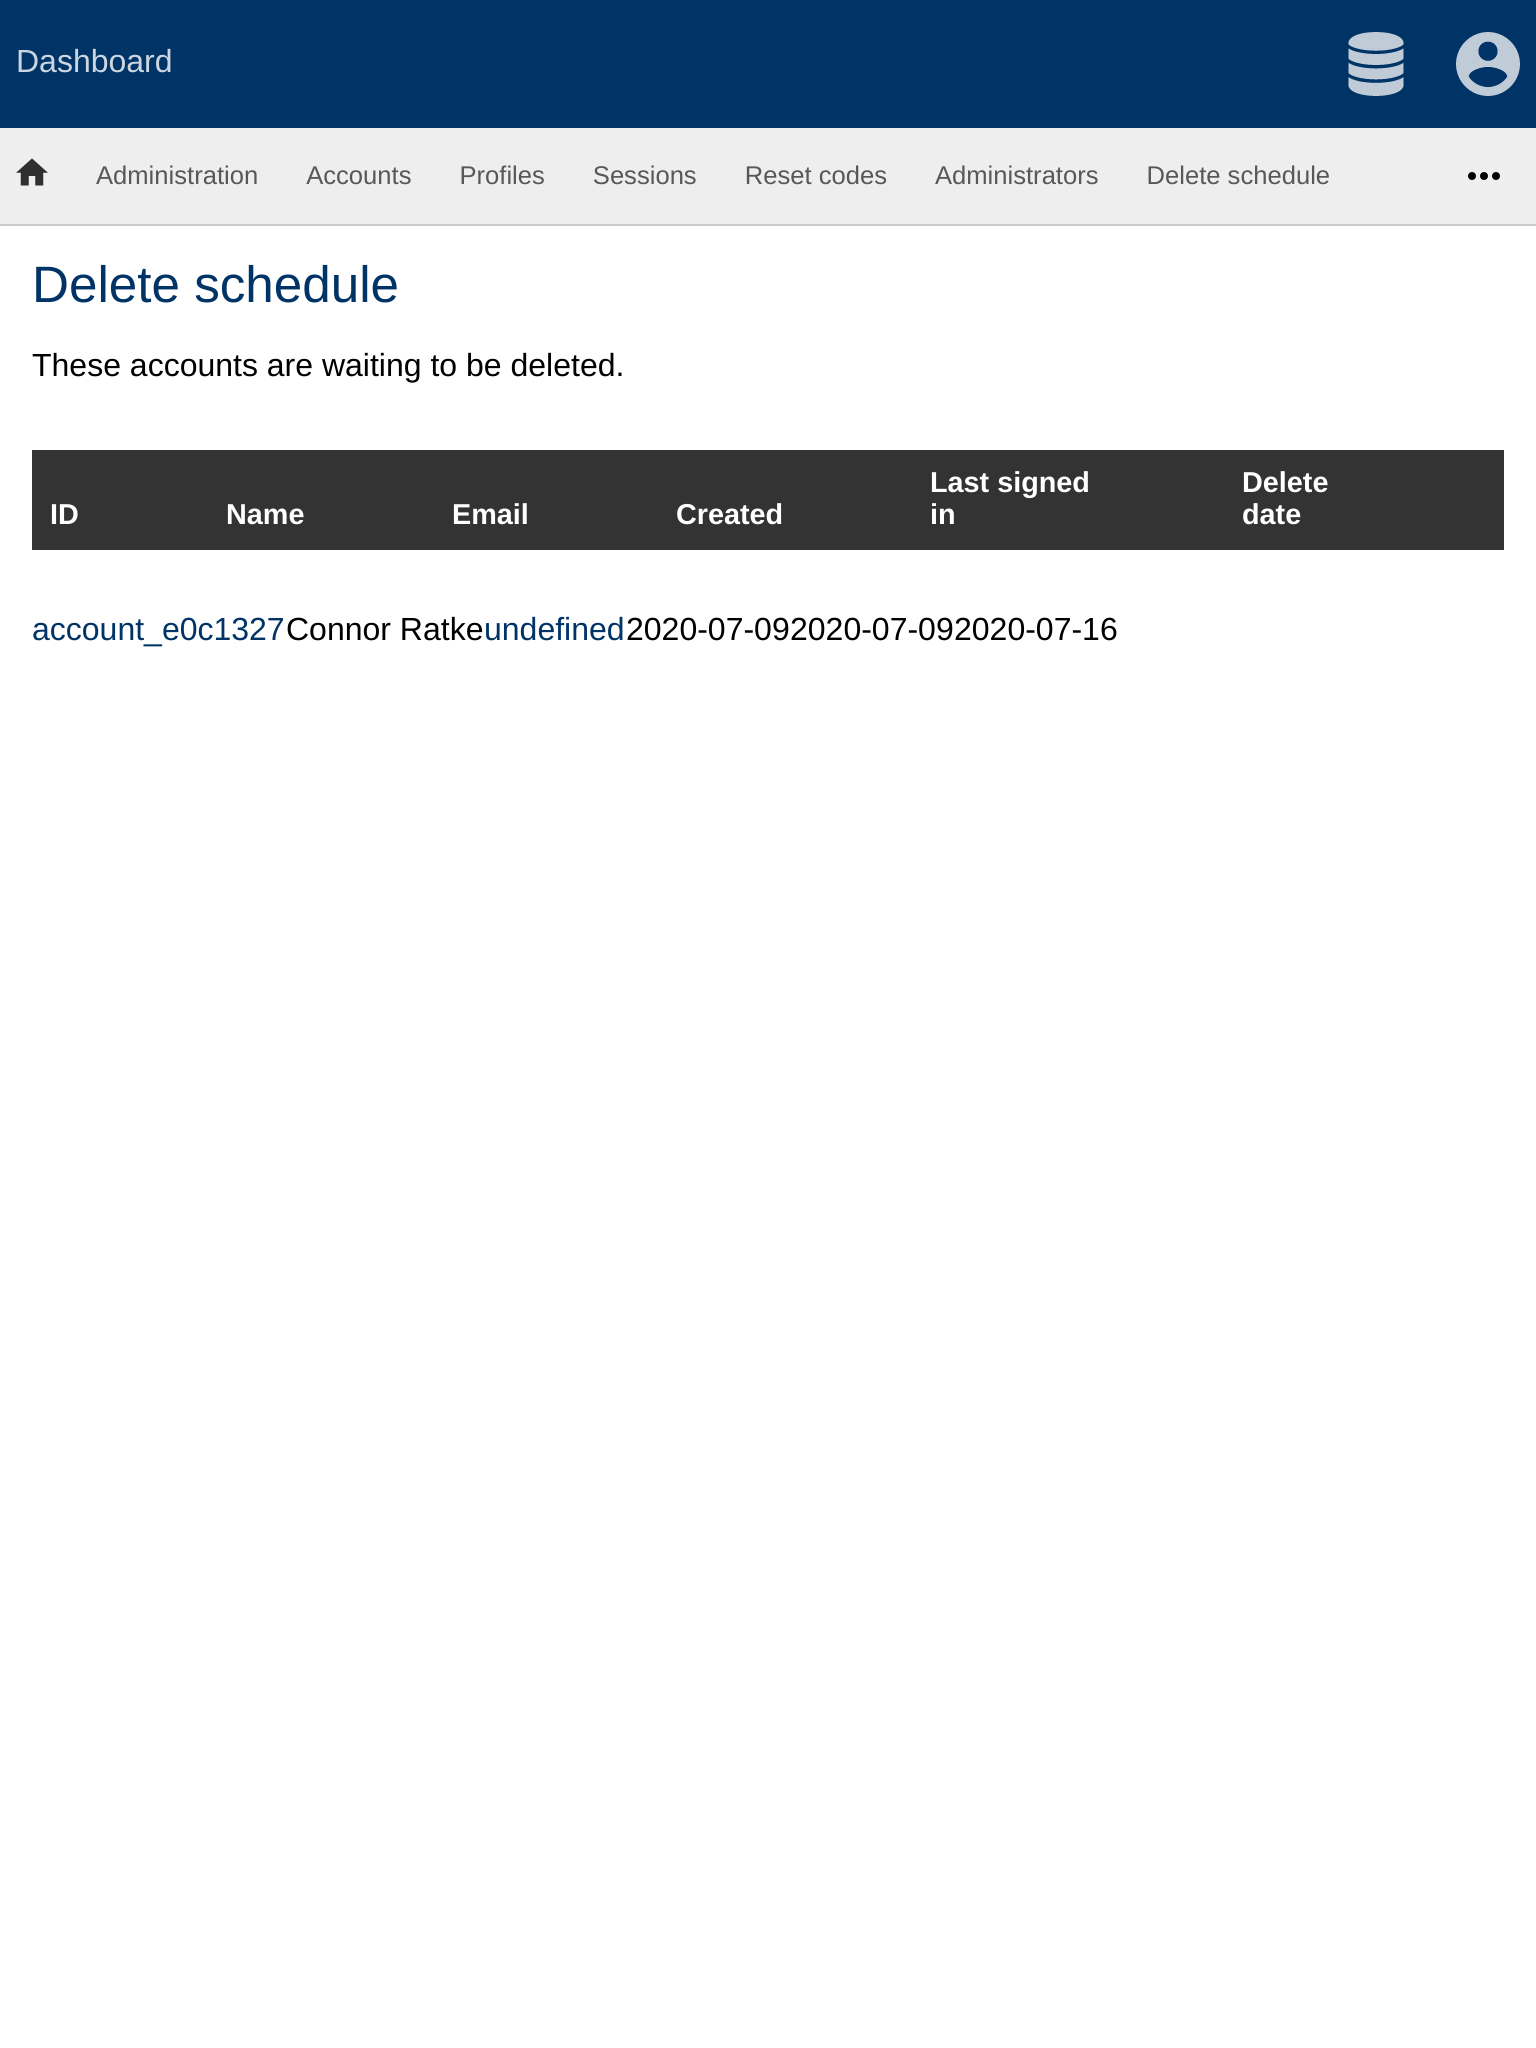 Dashboard
Administration Accounts Profiles Sessions Reset codes Administrators Delete schedule
Delete schedule
These accounts are waiting to be deleted.
ID Name Email Created Last signed in Delete date
account_e0c1327Connor Ratkeundefined2020-07-092020-07-092020-07-16